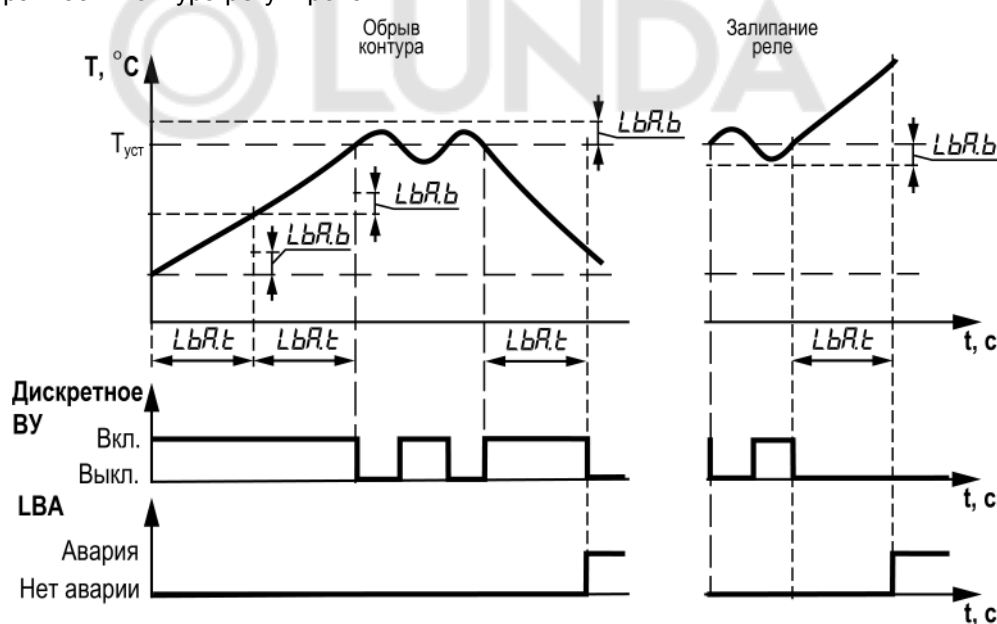 LUNDA
Обрыв
контура
Залипание
реле
T, °C
Tуст
LbA.b
LbA.b
LbA.b
LbA.b
LbA.t
LbA.t
LbA.t
LbA.t
t, с
Дискретное
ВУ
Вкл.
Выкл.
t, с
LBA
Авария
Нет аварии
t, с